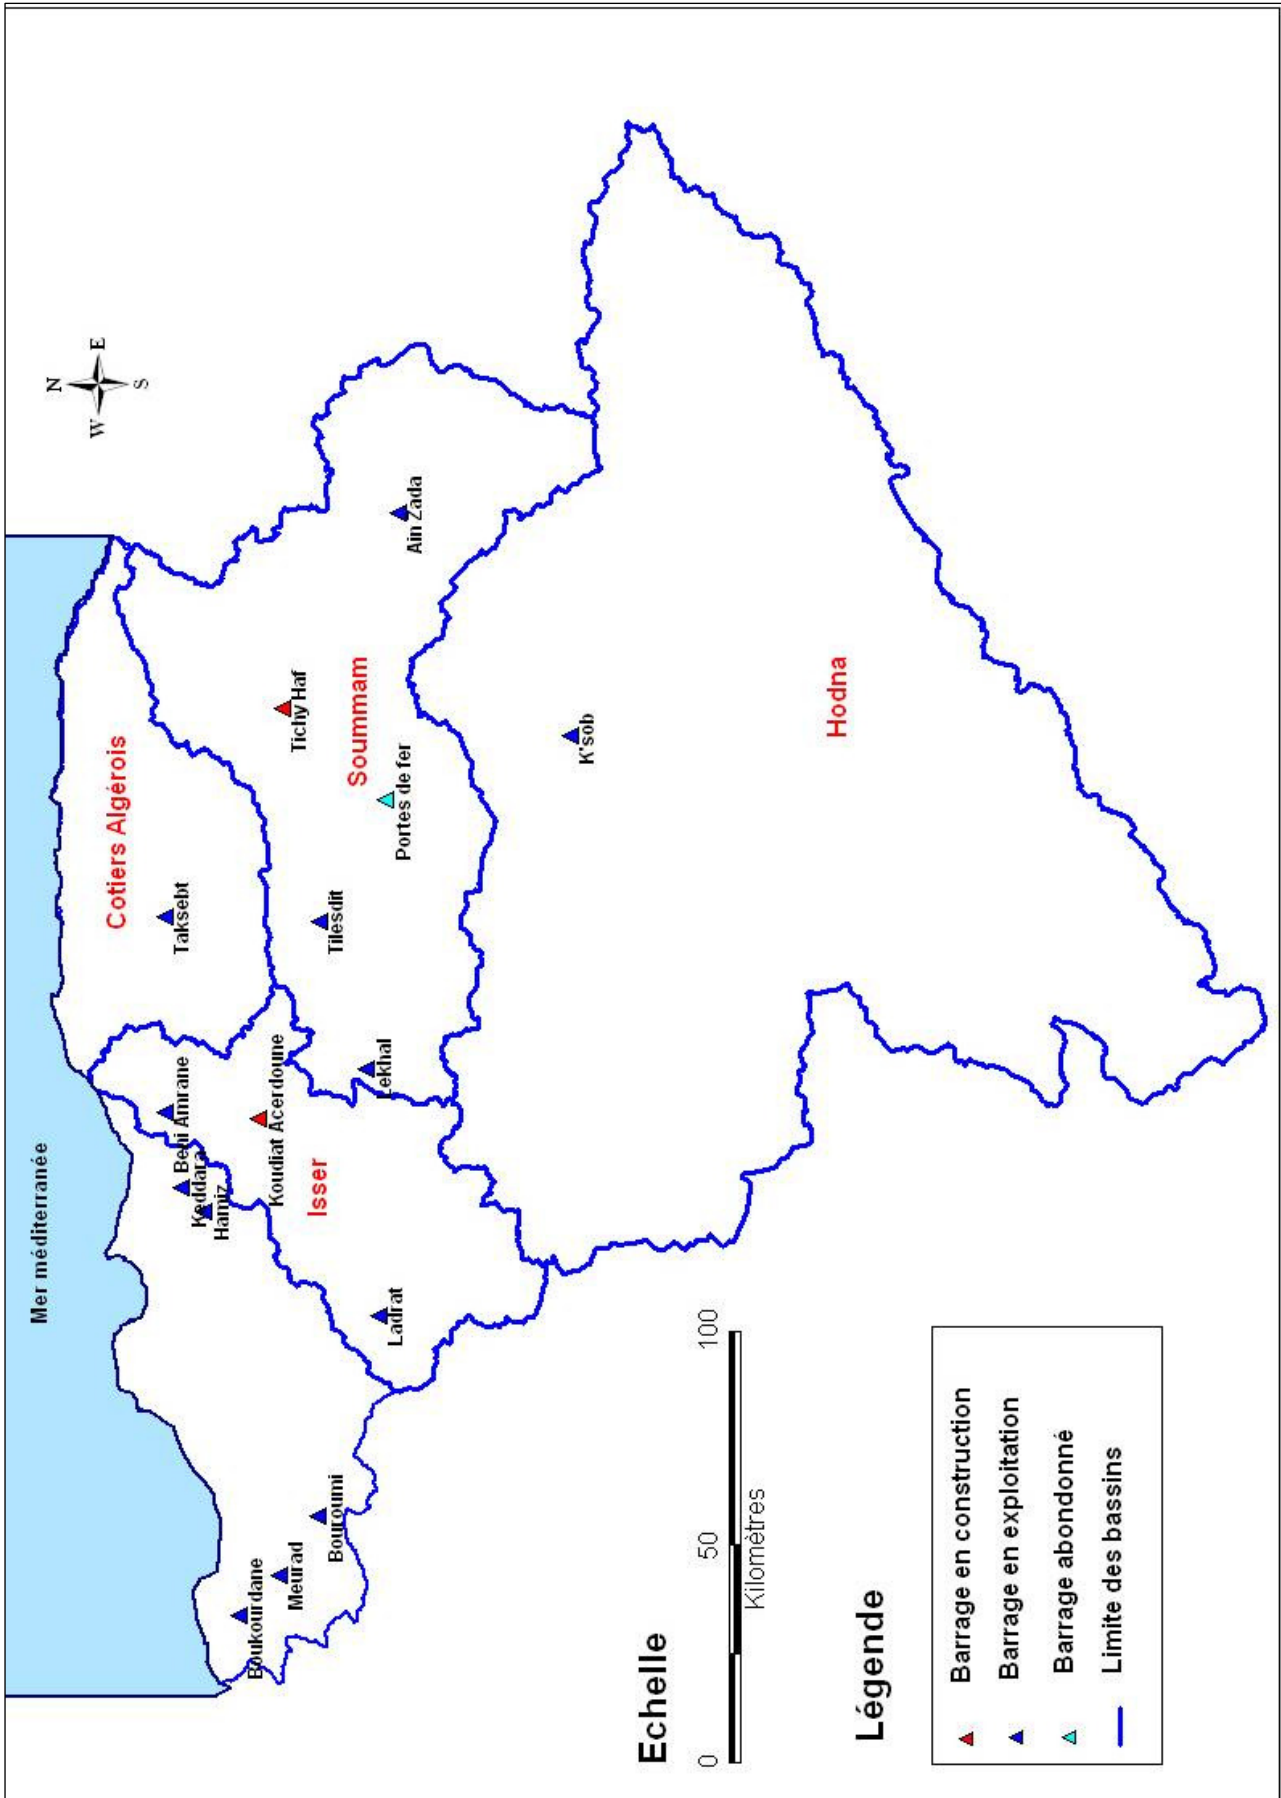 Mer méditerranée
N
W
E
S
Cotiers Algérois
Taksebt
Beni Amrane
Keddara
Hamiz
Koudiat Acerdoune
Isser
Tichy Haf
Soummam
Ain Zada
Portes de fer
Tilesdit
Lekhal
Ladrat
Boukourdane
Meurad
Bouroumi
K'sob
Hodna
Echelle
0 50 100
Kilomètres
Légende
Barrage en construction
Barrage en exploitation
Barrage abondonné
Limite des bassins